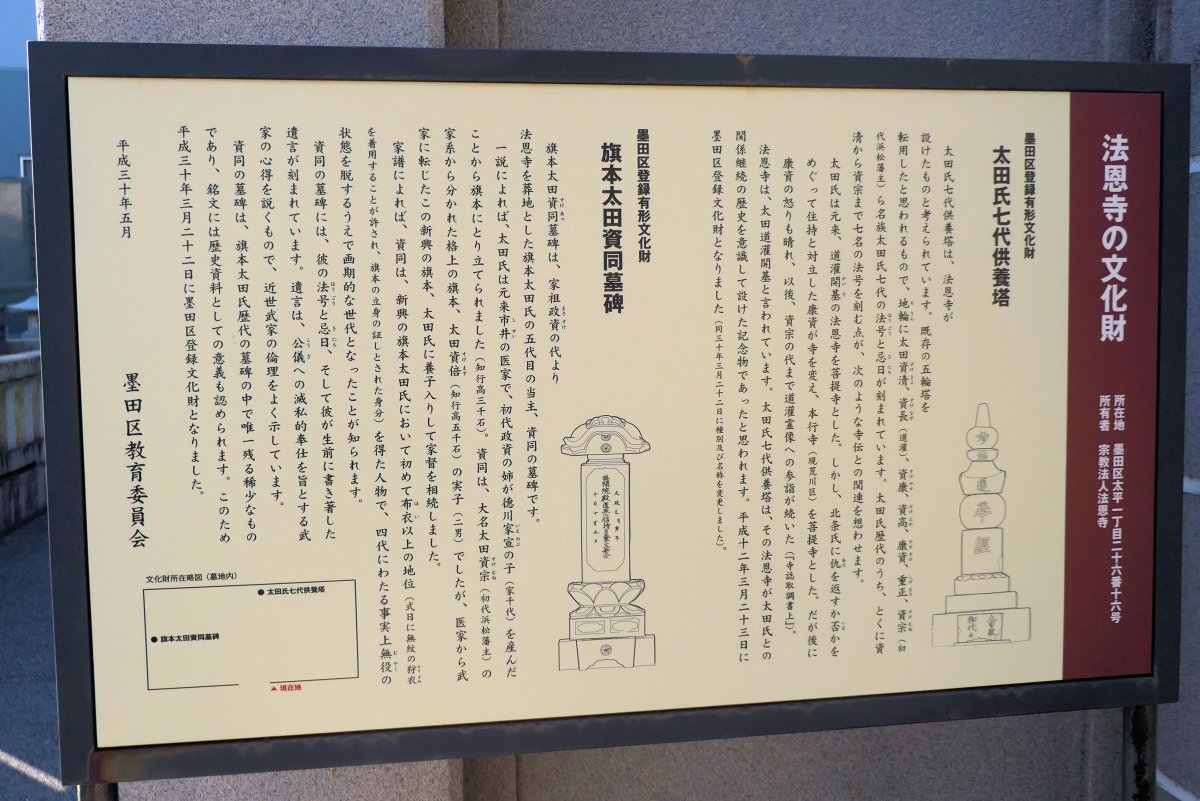 法恩寺の文化財
所在地　墨田区太平一丁目二十六番十六号
所有者　宗教法人法恩寺
墨田区登録有形文化財
太田氏七代供養塔
太田氏七代供養塔は、法恩寺が
設けたものと考えられています。既存の五輪塔を
転用したと思われるもので、地輪に太田資清、資長（道灌）、資康、資高、康資、重正、資宗（初
代浜松藩主）ら名族太田氏七代の法号と忌日が刻まれています。太田氏歴代のうち、とくに資
清から資宗まで七名の法号を刻む点が、次のような寺伝との関連を想わせます。
太田氏は元来、道灌開基の法恩寺を菩提寺とした。しかし、北条氏に仇を返すか否かを
めぐって住持と対立した康資が寺を変え、本行寺（現荒川区）を菩提寺とした。だが後に
康資の怒りも晴れ、以後、資宗の代まで道灌霊像への参詣が続いた（『寺誌取調書上』）。
法恩寺は、太田道灌開基と言われています。太田氏七代供養塔は、その法恩寺が太田氏との
関係継続の歴史を意識して設けた記念物であったと思われます。平成十二年三月二十三日に
墨田区登録文化財となりました（同三十年三月二十二日に種別及び名称を変更しました）。
墨田区登録有形文化財
旗本太田資同墓碑
旗本太田資同墓碑は、家祖政資の代より
法恩寺を葬地とした旗本太田氏の五代目の当主、資同の墓碑です。
一説によれば、太田氏は元来市井の医家で、初代政資の姉が徳川家宣の子（家千代）を産んだ
ことから旗本にとり立てられました（知行高三千石）。資同は、大名太田資宗（初代浜松藩主）の
家系から分かれた格上の旗本、太田資倍（知行高五千石）の実子（二男）でしたが、医家から武
家に転じたこの新興の旗本、太田氏に養子入りして家督を相続しました。
家譜によれば、資同は、新興の旗本太田氏において初めて布衣以上の地位（式日に無紋の狩衣
を着用することが許され、旗本の立身の証しとされた身分）を得た人物で、四代にわたる事実上無役の
状態を脱するうえで画期的な世代となったことが知られます。
資同の墓碑には、彼の法号と忌日、そして彼が生前に書き著した
遺言が刻まれています。遺言は、公儀への滅私的奉仕を旨とする武
家の心得を説くもので、近世武家の倫理をよく示しています。
資同の墓碑は、旗本太田氏歴代の墓碑の中で唯一残る稀少なもの
であり、銘文には歴史資料としての意義も認められます。このため
平成三十年三月二十二日に墨田区登録文化財となりました。
平成三十年五月
墨田区教育委員会
文化財所在略図（墓地内）
●太田氏七代供養塔
●旗本太田資同墓碑
▲現在地